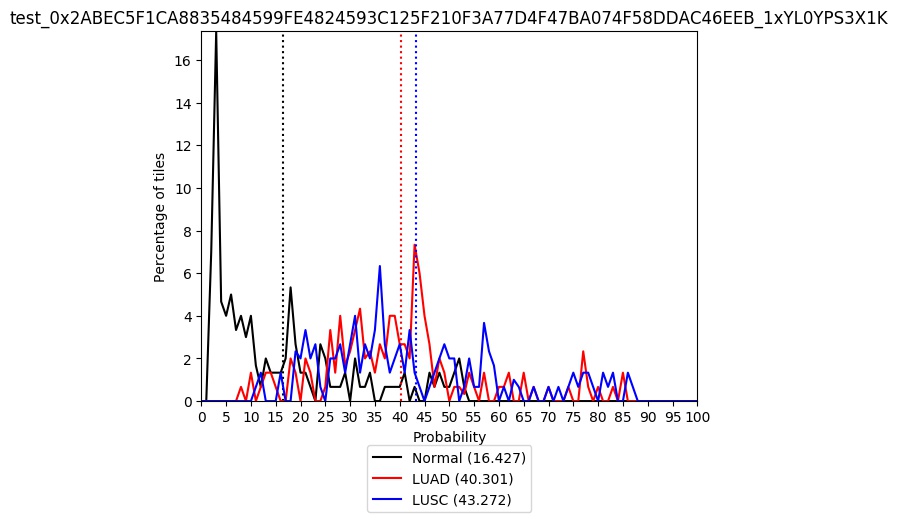 test_0x2ABEC5F1CA8835484599FE4824593C125F210F3A77D4F47BA074F58DDAC46EEB_1xYL0YPS3X1K
Percentage of tiles
16
14
12
10
8
6
4
2
0
0 5 10 15 20 25 30 35 40 45 50 55 60 65 70 75 80 85 90 95 100
Probability
Normal (16.427)
LUAD (40.301)
LUSC (43.272)